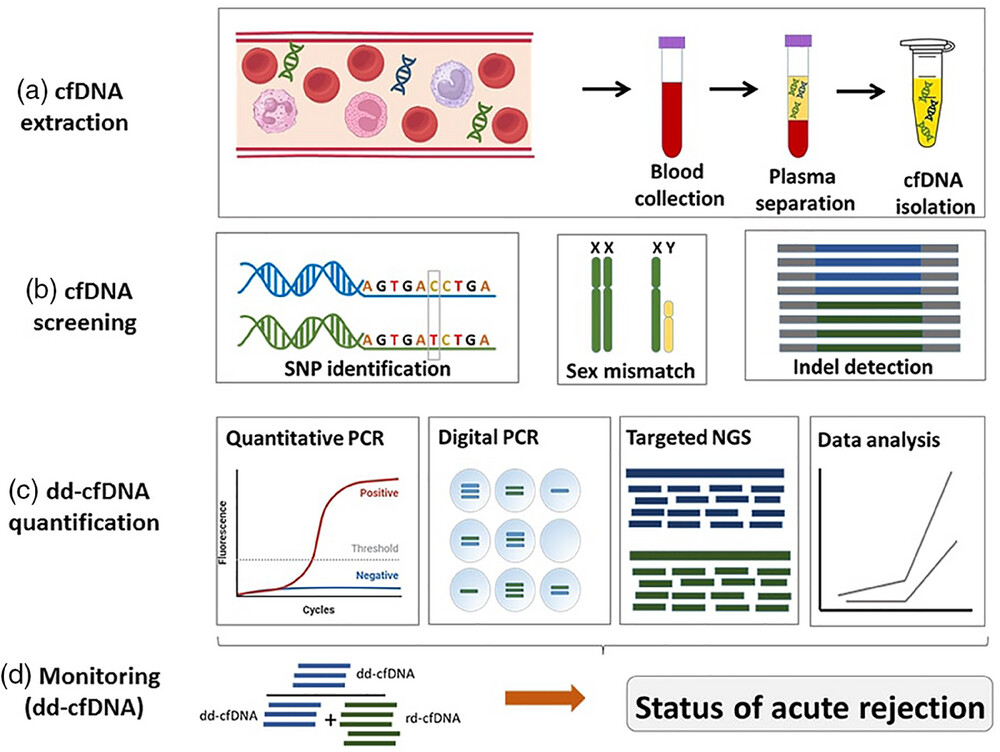 (a) cfDNA
extraction
Blood
collection
Plasma
separation
cfDNA
isolation
(b) cfDNA
screening
AGTGACCTGA
AGTGATCTGA
SNP identification
XX
XY
Sex mismatch
Indel detection
(c) dd-cfDNA
quantification
Quantitative PCR
Fluorescence
Positive
Threshold
Negative
Cycles
Digital PCR
Targeted NGS
Data analysis
(d) Monitoring
(dd-cfDNA)
dd-cfDNA
dd-cfDNA
+
rd-cfDNA
Status of acute rejection